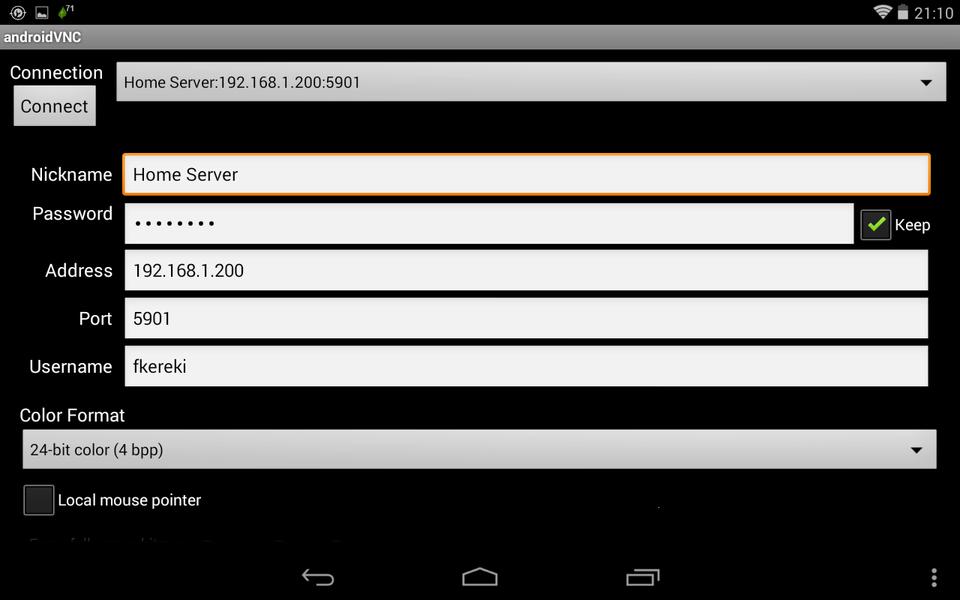 71
21:10
androidVNC
Connection
Home Server:192.168.1.200:5901
Connect
Nickname
Home Server
Password
••••••••
Keep
Address
192.168.1.200
Port
5901
Username
fkereki
Color Format
24-bit color (4 bpp)
Local mouse pointer